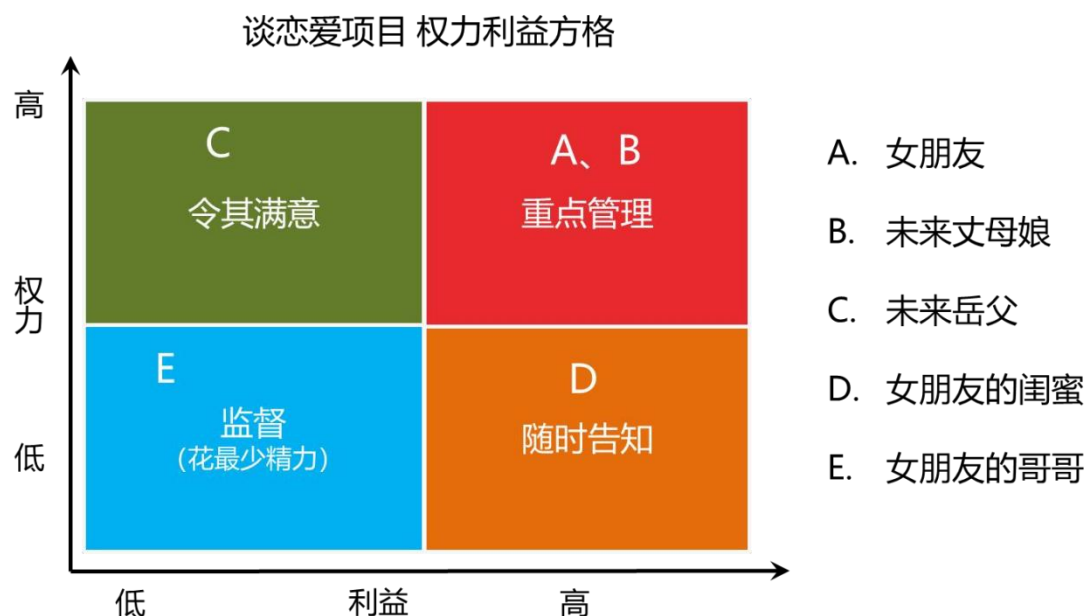 谈恋爱项目 权力利益方格
高
权力
低
C
令其满意
A、B
重点管理
E
监督
（花最少精力）
D
随时告知
低
利益
高
A. 女朋友
B. 未来丈母娘
C. 未来岳父
D. 女朋友的闺蜜
E. 女朋友的哥哥